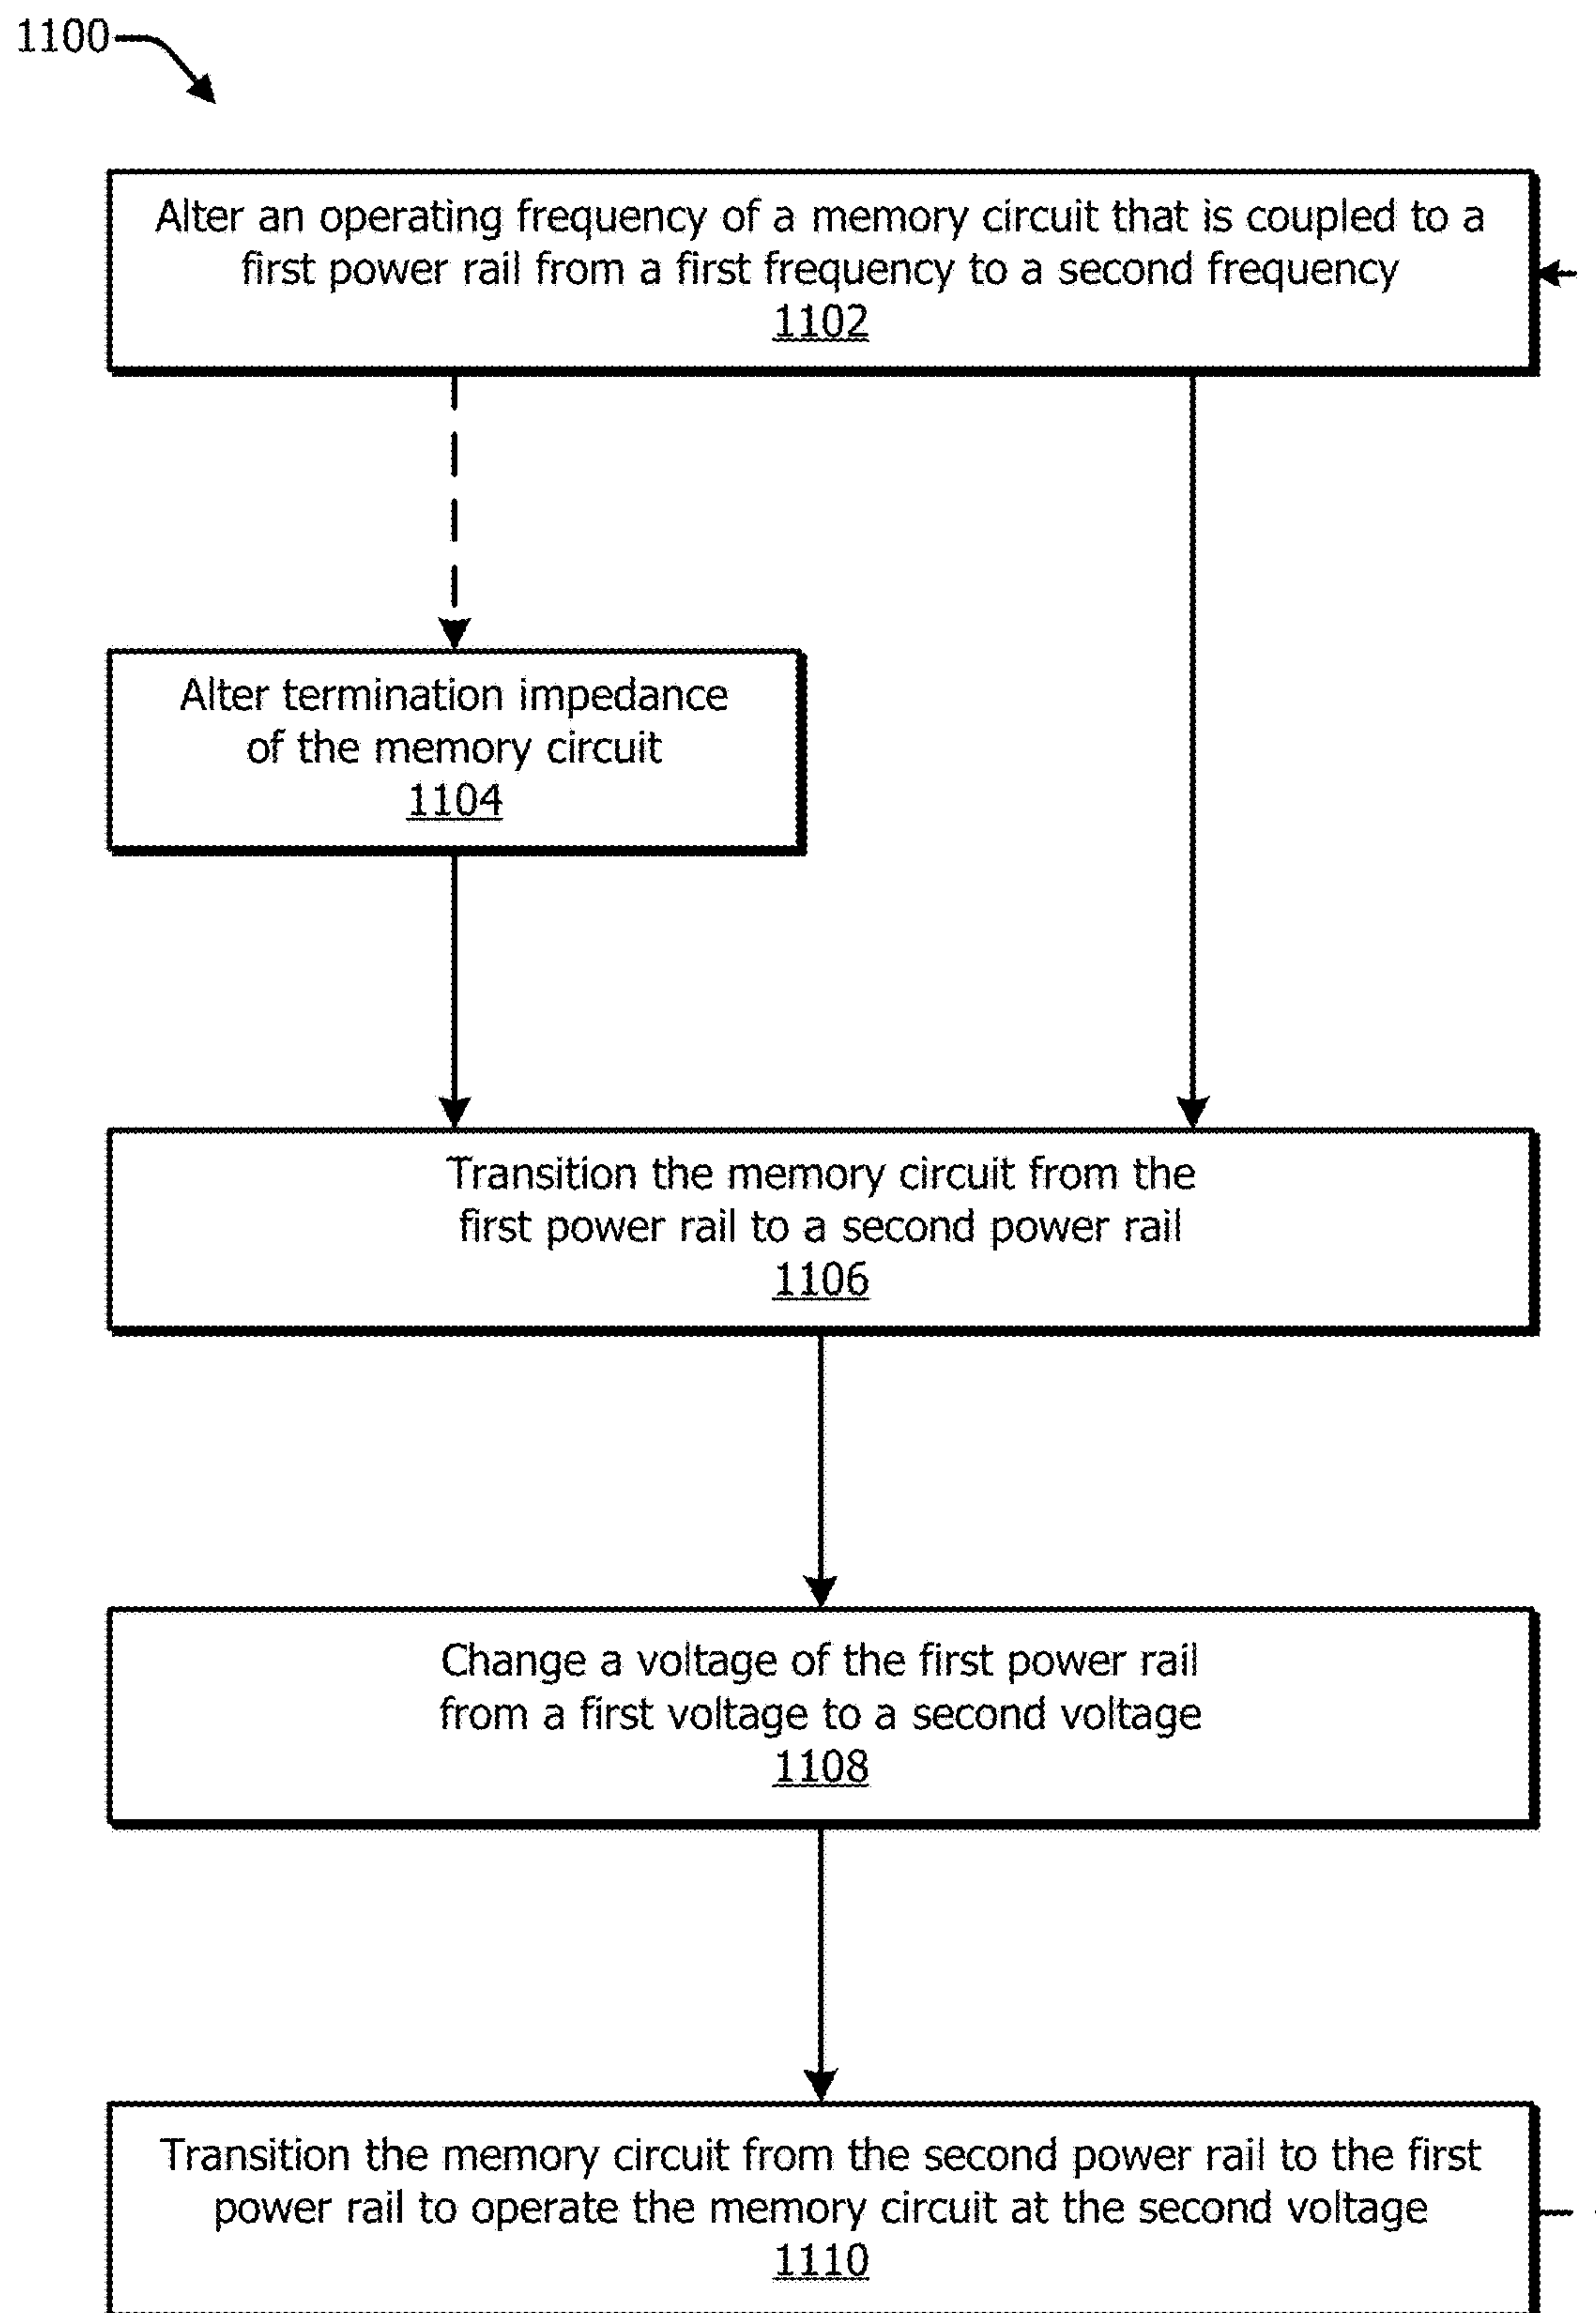 1100
Alter an operating frequency of a memory circuit that is coupled to a
first power rail from a first frequency to a second frequency
1102
Alter termination impedance
of the memory circuit
1104
Transition the memory circuit from the
first power rail to a second power rail
1106
Change a voltage of the first power rail
from a first voltage to a second voltage
1108
Transition the memory circuit from the second power rail to the first
power rail to operate the memory circuit at the second voltage
1110